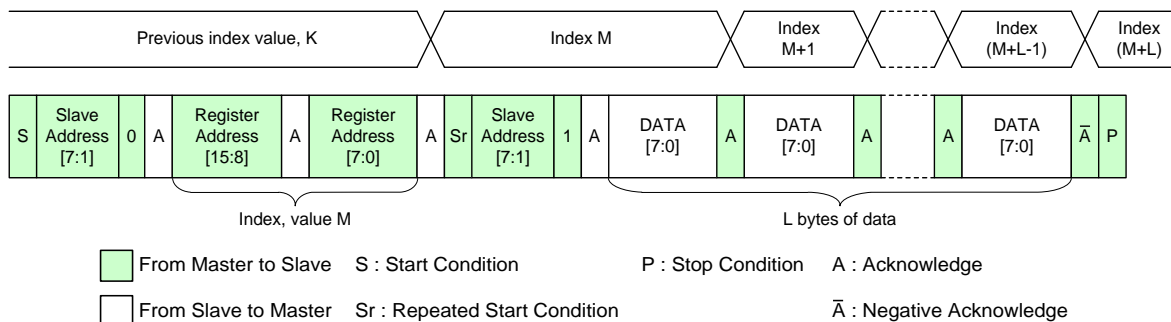 Previous index value, K
Index M
Index
M+1
Index
(M+L-1)
Index
(M+L)
S
Slave
Address
[7:1]
0
A
Register
Address
[15:8]
A
Register
Address
[7:0]
A
Sr
Slave
Address
[7:1]
1
A
DATA
[7:0]
A
DATA
[7:0]
A
A
DATA
[7:0]
A̅
P
Index, value M
L bytes of data
From Master to Slave
S : Start Condition
P : Stop Condition
A : Acknowledge
From Slave to Master
Sr : Repeated Start Condition
A̅ : Negative Acknowledge